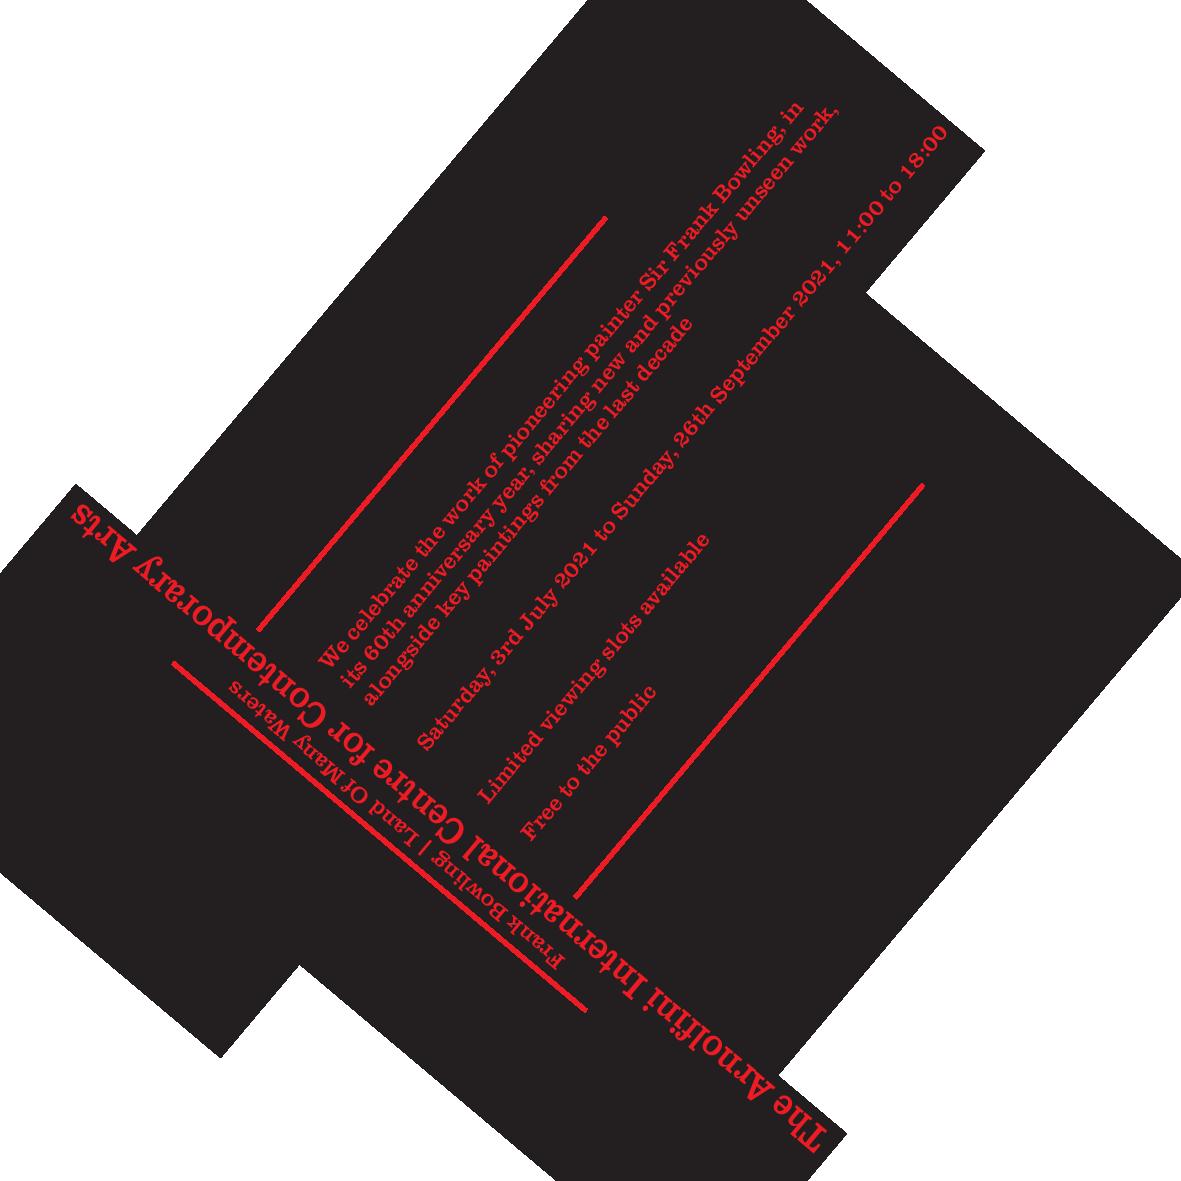 The Arnolfini International Centre for Contemporary Arts
Frank Bowling | Land Of Many Waters
We celebrate the work of pioneering painter Sir Frank Bowling, in
its 60th anniversary year, sharing new and previously unseen work,
alongside key paintings from the last decade
Saturday, 3rd July 2021 to Sunday, 26th September 2021, 11:00 to 18:00
Limited viewing slots available
Free to the public